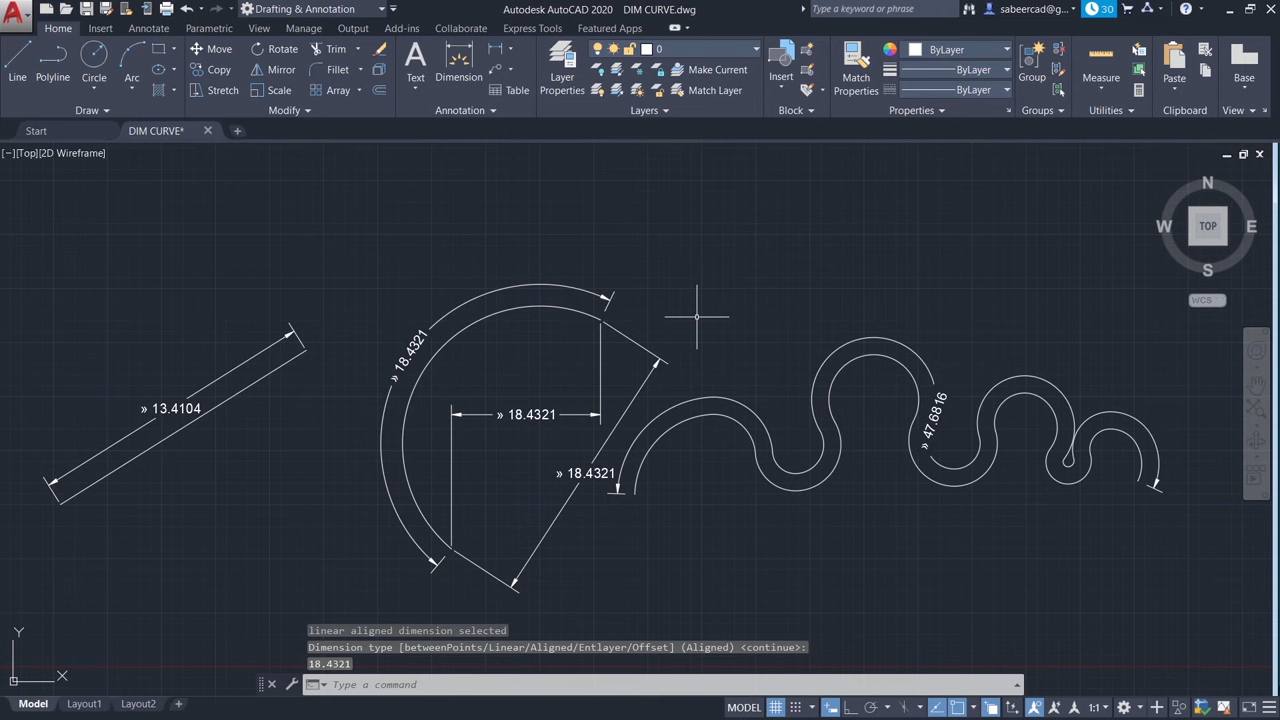 Drafting & Annotation
Autodesk AutoCAD 2020 DIM CURVE.dwg
Type a keyword or phrase
sabeercad@g...
30
Home Insert Annotate Parametric View Manage Output Add-ins Collaborate Express Tools Featured Apps
Line Polyline Circle Arc
Move Rotate Trim
Copy Mirror Fillet
Stretch Scale Array
Text Dimension Table
Layer Properties
0
Make Current
Match Layer
Insert
Match Properties
ByLayer
ByLayer
ByLayer
Group
Measure
Paste
Base
Draw Modify Annotation Layers Block Properties Groups Utilities Clipboard View
Start DIM CURVE*
[−][Top][2D Wireframe]
N
W TOP E
S
WCS
» 18.4321
» 13.4104
» 18.4321
» 47.6816
» 18.4321
linear aligned dimension selected
Dimension type [betweenPoints/Linear/Aligned/Entlayer/Offset] (Aligned) <continue>:
18.4321
Y
X
Type a command
Model Layout1 Layout2
MODEL
1:1